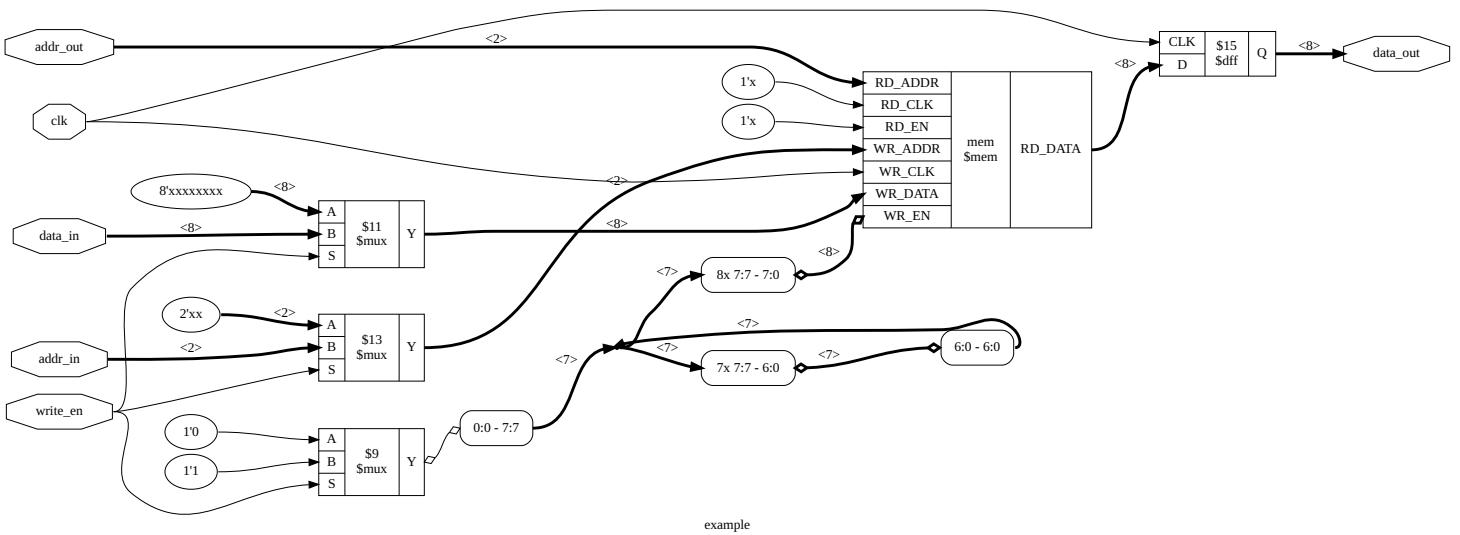 addr_out
<2>
CLK
D
$15
$dff
Q
<8>
data_out
<8>
1'x
RD_ADDR
RD_CLK
RD_EN
WR_ADDR
WR_CLK
WR_DATA
WR_EN
mem
$mem
RD_DATA
clk
1'x
8'xxxxxxxx
<8>
<2>
data_in
<8>
A
B
S
$11
$mux
Y
<8>
<8>
<7>
8x 7:7 - 7:0
2'xx
<2>
addr_in
<2>
A
B
S
$13
$mux
Y
<7>
<7>
<7>
7x 7:7 - 6:0
<7>
6:0 - 6:0
write_en
1'0
1'1
A
B
S
$9
$mux
Y
0:0 - 7:7
example